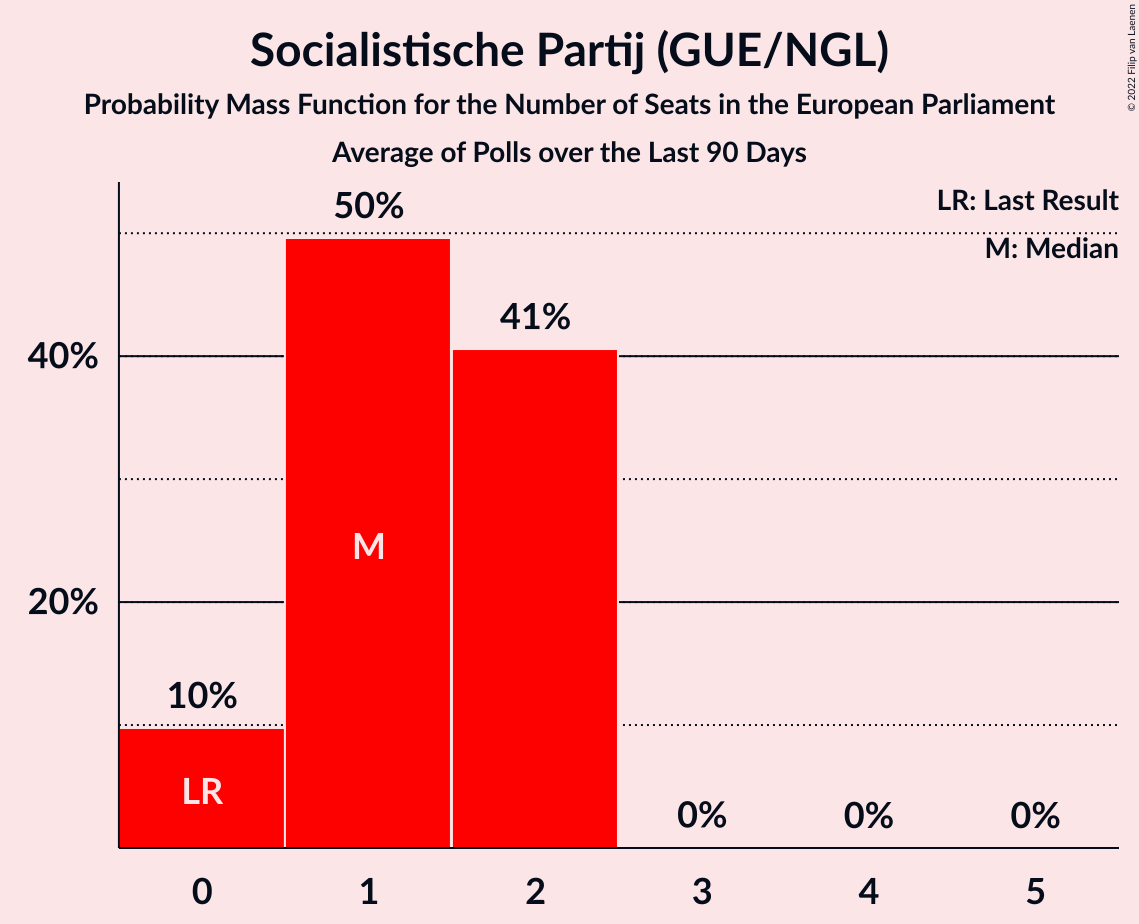 Socialistische Partij (GUE/NGL)
Probability Mass Function for the Number of Seats in the European Parliament
Average of Polls over the Last 90 Days
© 2022 Filip van Laenen
LR: Last Result
M: Median
50%
41%
40%
M
20%
10%
LR
0%
0%
0%
0
1
2
3
4
5